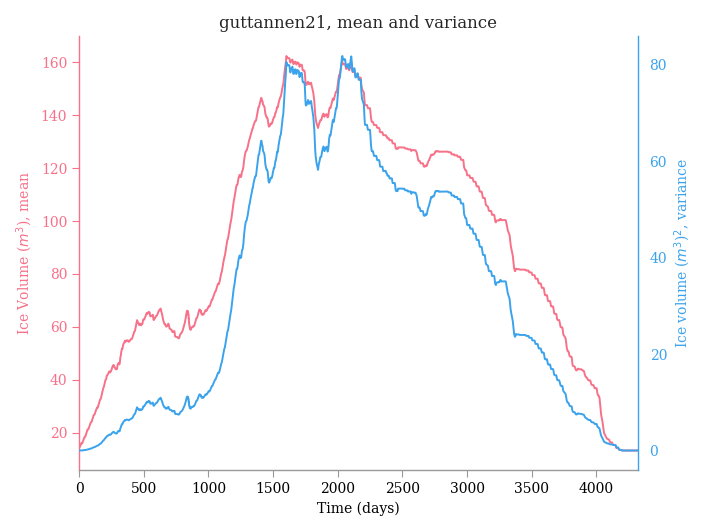 guttannen21, mean and variance
160
140
120
100
80
60
40
20
Ice Volume (m³), mean
80
60
40
20
0
Ice volume (m³)², variance
0 500 1000 1500 2000 2500 3000 3500 4000
Time (days)